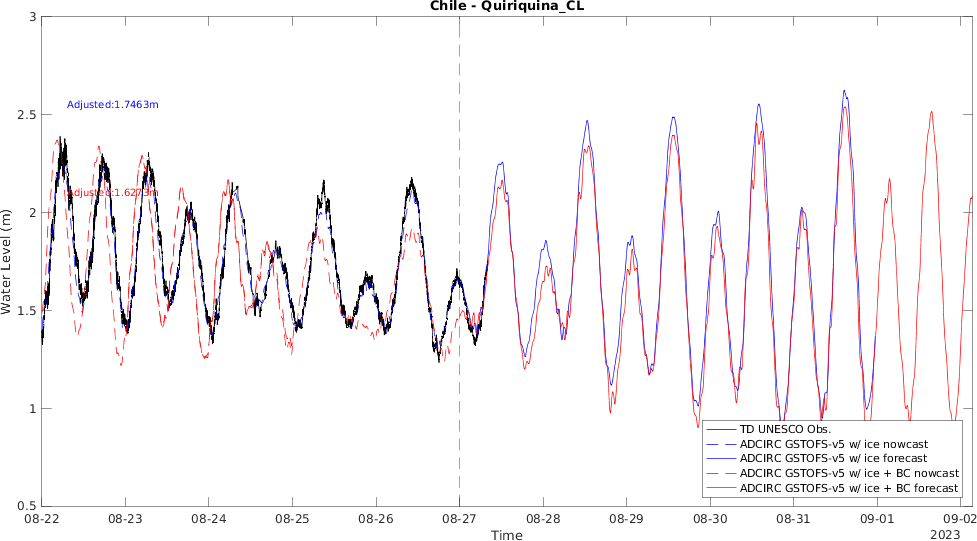 Chile - Quiriquina_CL
3
Adjusted:1.7463m
2.5
Adjusted:1.6273m
2
Water Level (m)
1.5
1
0.5
TD UNESCO Obs.
ADCIRC GSTOFS-v5 w/ ice nowcast
ADCIRC GSTOFS-v5 w/ ice forecast
ADCIRC GSTOFS-v5 w/ ice + BC nowcast
ADCIRC GSTOFS-v5 w/ ice + BC forecast
08-22 08-23 08-24 08-25 08-26 08-27 08-28 08-29 08-30 08-31 09-01 09-02
Time
2023